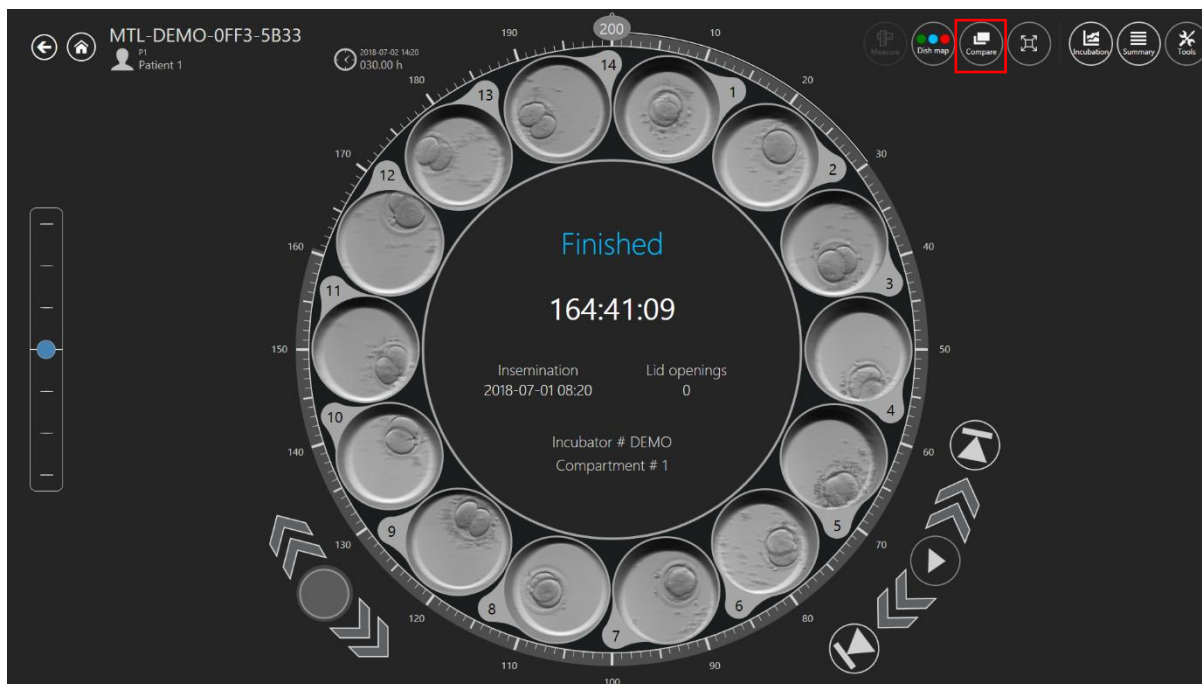 MTL-DEMO-0FF3-5B33
P1
Patient 1
2018-07-02 14:20
030.00 h
Measure
Dish map
Compare
Incubation
Summary
Tools
200
10
20
30
40
50
60
70
80
90
100
110
120
130
140
150
160
170
180
190
1
2
3
4
5
6
7
8
9
10
11
12
13
14
Finished
164:41:09
Insemination
2018-07-01 08:20
Lid openings
0
Incubator # DEMO
Compartment # 1